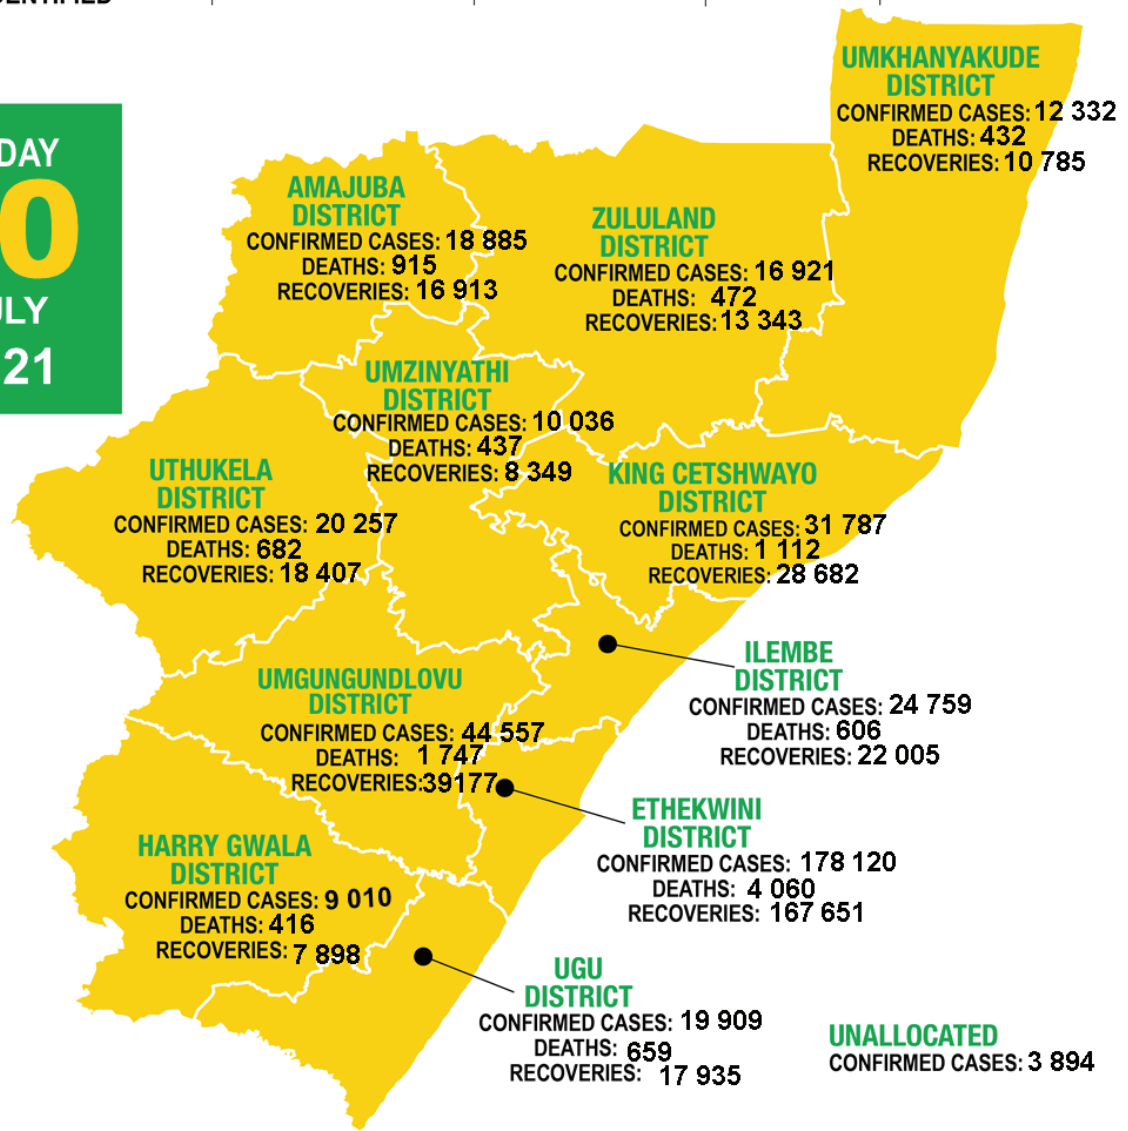 DAY
0
ULY
21
UMKHANYAKUDE
DISTRICT
CONFIRMED CASES: 12 332
DEATHS: 432
RECOVERIES: 10 785
AMAJUBA
DISTRICT
CONFIRMED CASES: 18 885
DEATHS: 915
RECOVERIES: 16 913
ZULULAND
DISTRICT
CONFIRMED CASES: 16 921
DEATHS: 472
RECOVERIES: 13 343
UMZINYATHI
DISTRICT
CONFIRMED CASES: 10 036
DEATHS: 437
RECOVERIES: 8 349
UTHUKELA
DISTRICT
CONFIRMED CASES: 20 257
DEATHS: 682
RECOVERIES: 18 407
KING CETSHWAYO
DISTRICT
CONFIRMED CASES: 31 787
DEATHS: 1 112
RECOVERIES: 28 682
ILEMBE
DISTRICT
CONFIRMED CASES: 24 759
DEATHS: 606
RECOVERIES: 22 005
UMGUNGUNDLOVU
DISTRICT
CONFIRMED CASES: 44 557
DEATHS: 1 747
RECOVERIES:39177
ETHEKWINI
DISTRICT
CONFIRMED CASES: 178 120
DEATHS: 4 060
RECOVERIES: 167 651
HARRY GWALA
DISTRICT
CONFIRMED CASES: 9 010
DEATHS: 416
RECOVERIES: 7 898
UGU
DISTRICT
CONFIRMED CASES: 19 909
DEATHS: 659
RECOVERIES: 17 935
UNALLOCATED
CONFIRMED CASES: 3 894